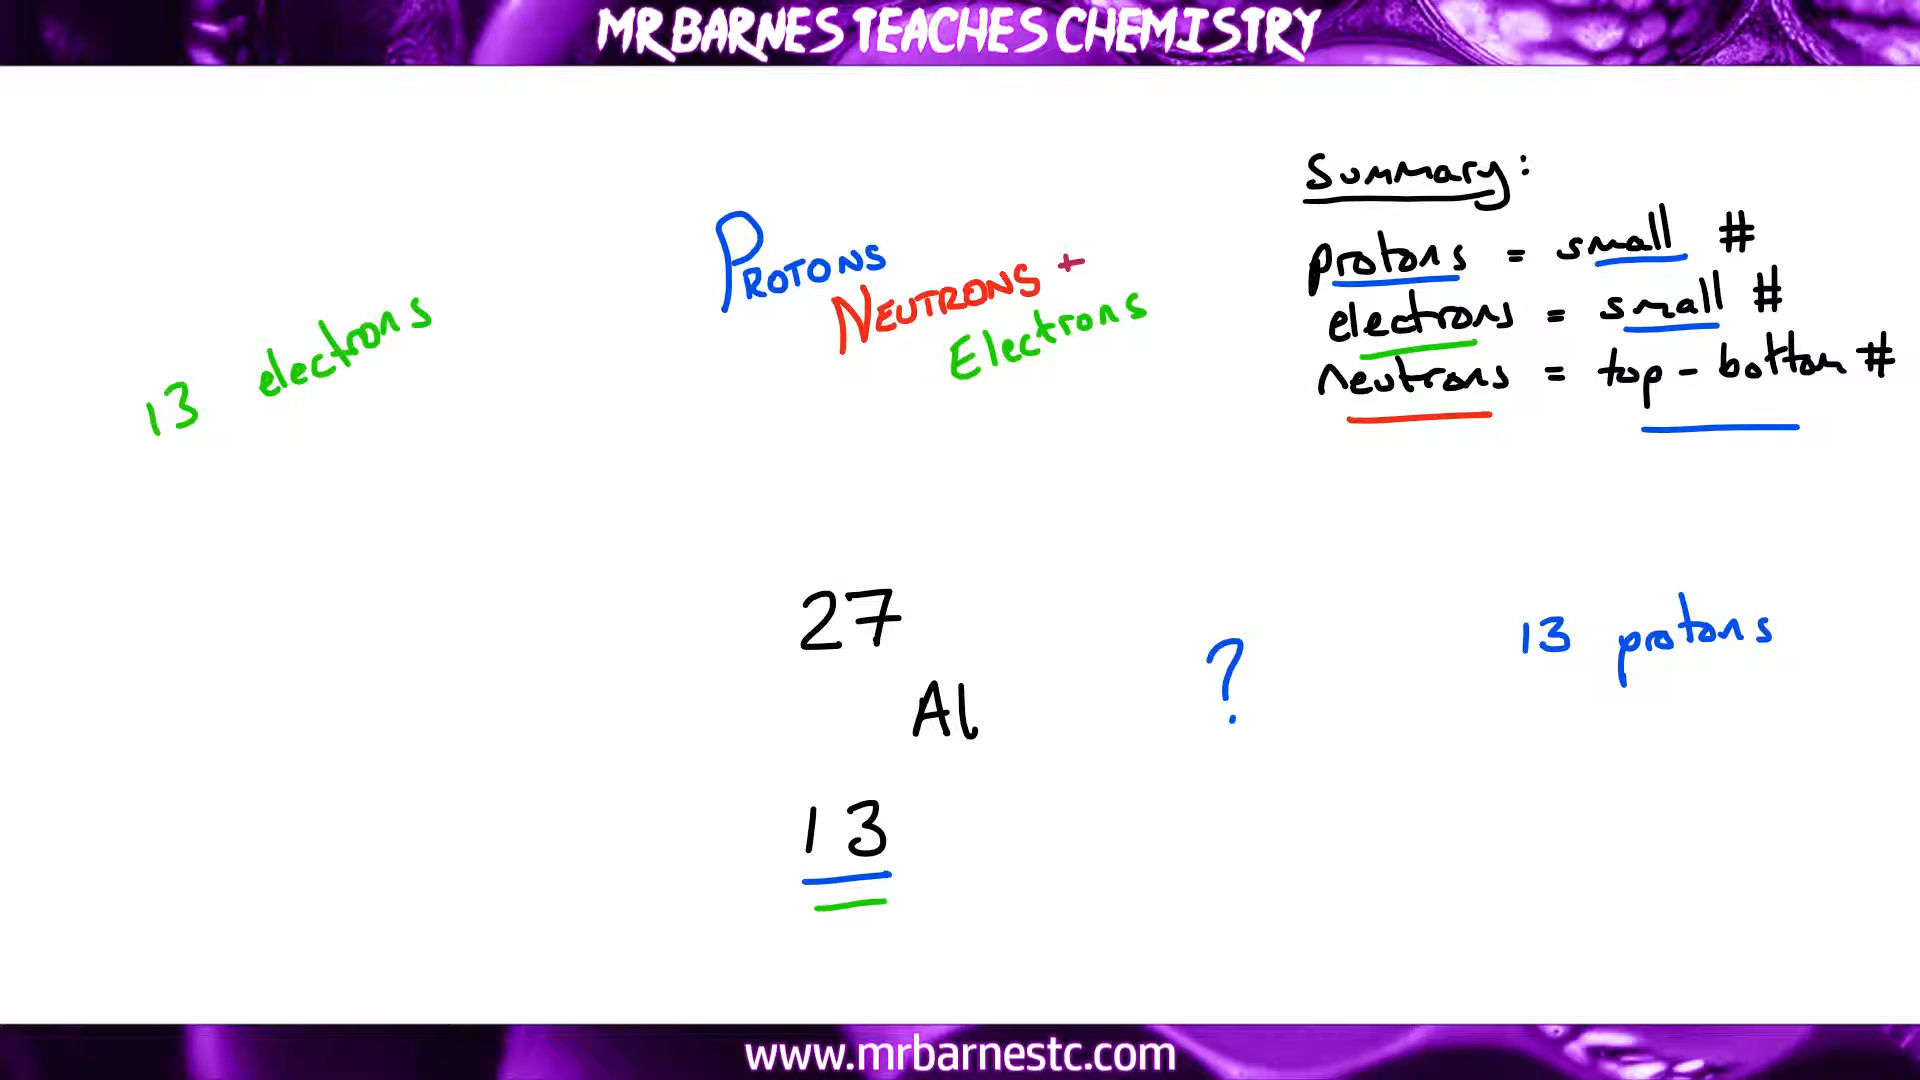 MR BARNES TEACHES CHEMISTRY
Summary:
protons = small #
electrons = small #
neutrons = top - bottom #
PROTONS
NEUTRONS +
Electrons
13 electrons
27
Al
13
?
13 protons
www.mrbarnestc.com